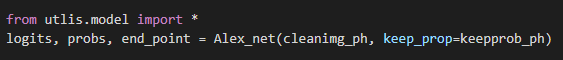 from utlis.model import *
logits, probs, end_point = Alex_net(cleanimg_ph, keep_prop=keepprob_ph)